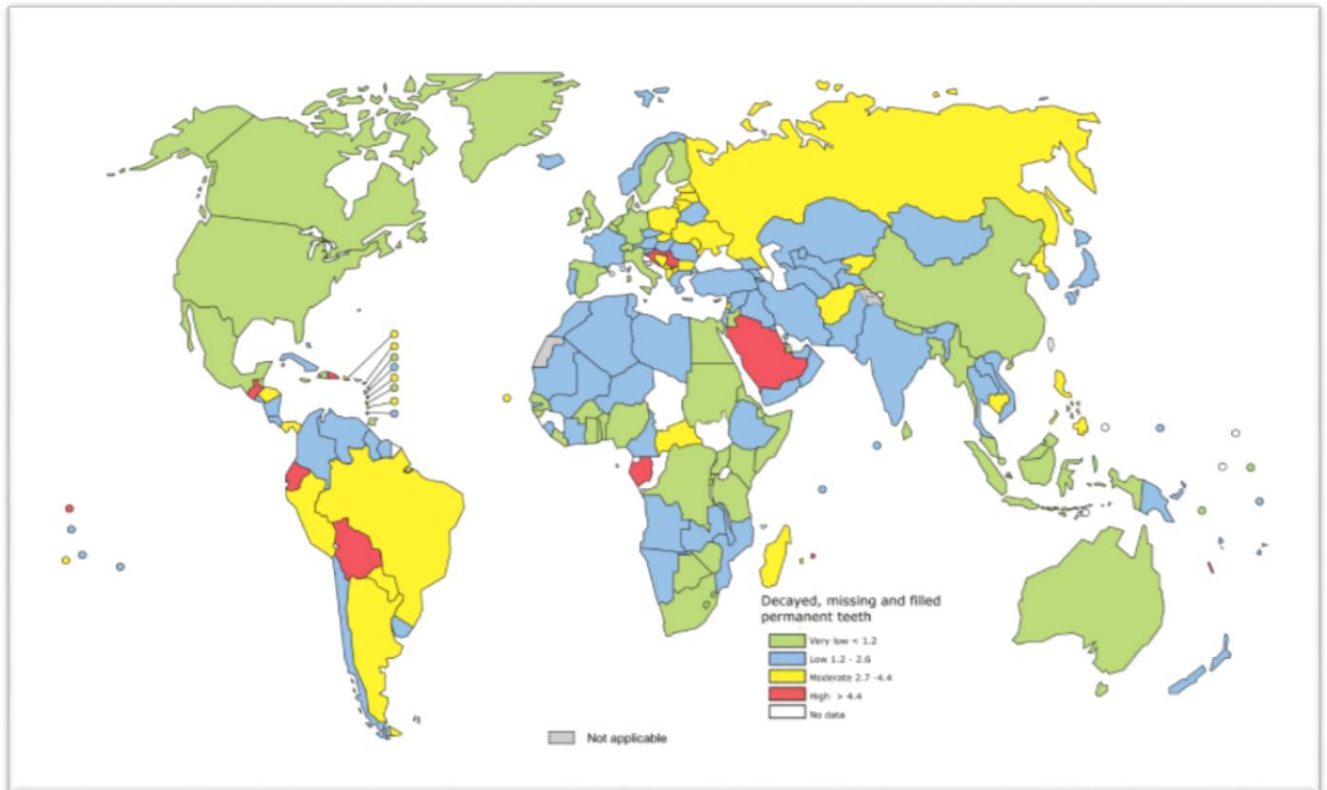 Decayed, missing and filled
permanent teeth
Very low < 1.2
Low 1.2 - 2.6
Moderate 2.7 -4.4
High > 4.4
No data
Not applicable